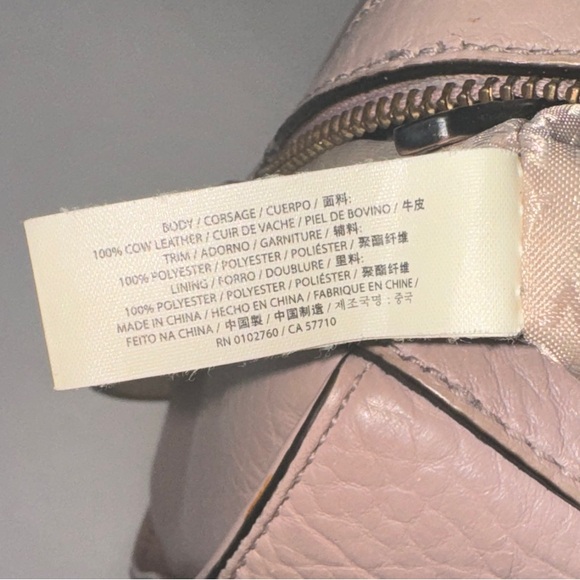 BODY / CORSAGE / CUERPO / 面料:
100% COW LEATHER / CUIR DE VACHE / PIEL DE BOVINO / 牛皮
TRIM / ADORNO / GARNITURE / 辅料:
100% POLYESTER / POLYESTER / POLIÉSTER / 聚酯纤维
LINING / FORRO / DOUBLURE / 里料:
100% POLYESTER / POLYESTER / POLIÉSTER / 聚酯纤维
MADE IN CHINA / HECHO EN CHINA / FABRIQUE EN CHINE /
FEITO NA CHINA / 中國製 / 中国制造 / 제조국명 : 중국
RN 0102760 / CA 57710